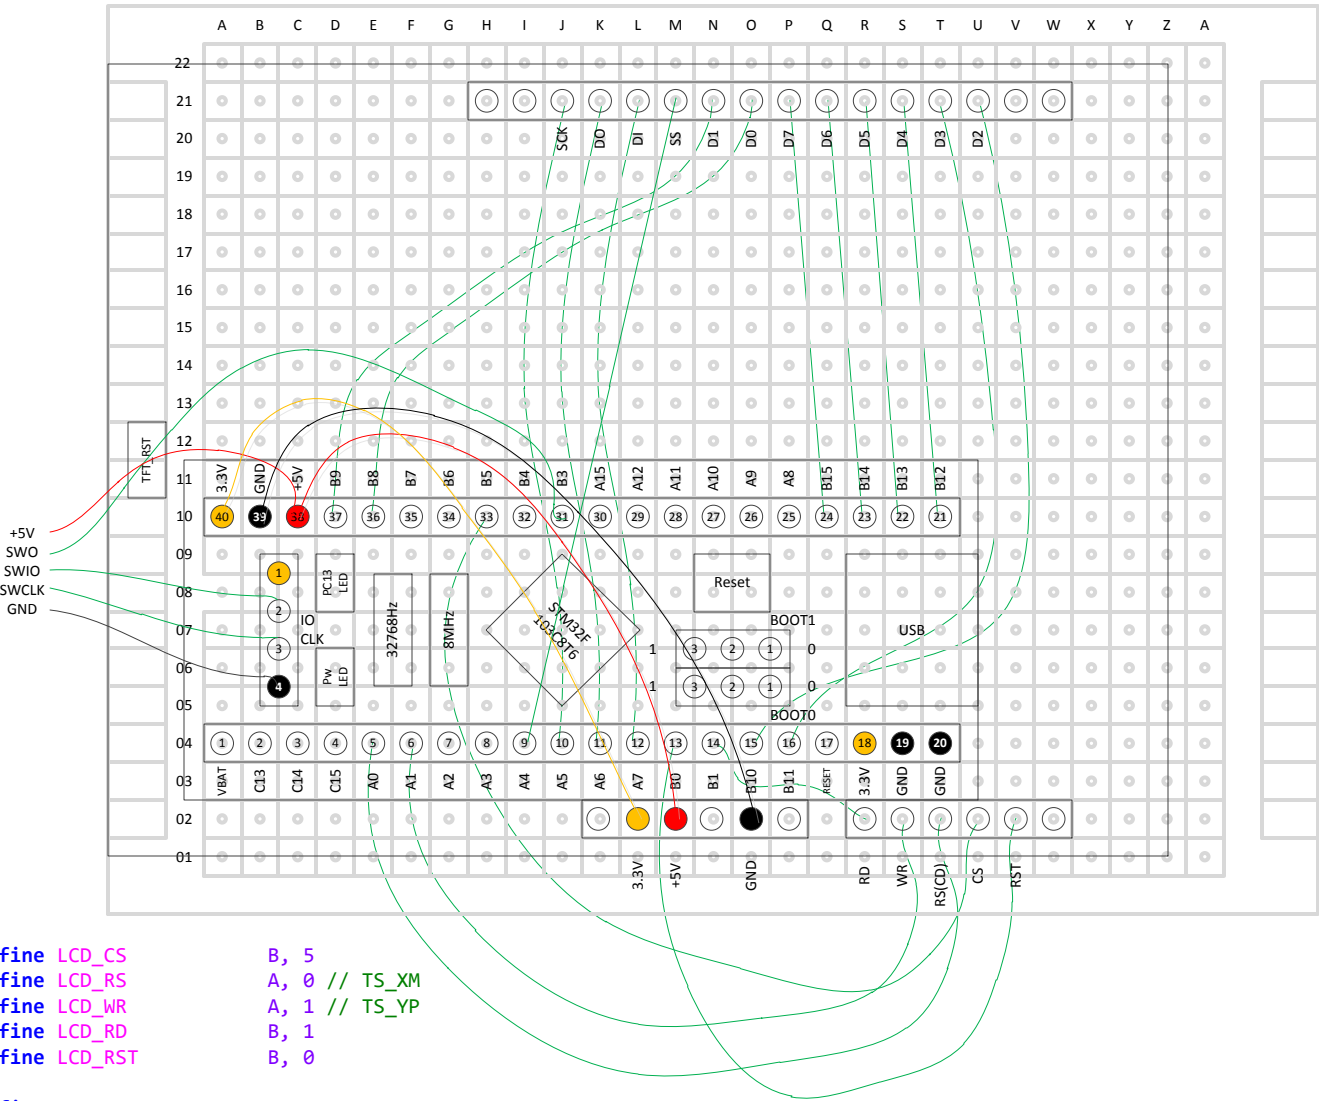 A B C D E F G H I J K L M N O P Q R S T U V W X Y Z A
22
21
20 SCK DO DI SS D1 D0 D7 D6 D5 D4 D3 D2
19
18
17
16
15
14
13
12
TFT_RST
11 3.3V GND +5V B9 B8 B7 B6 B5 B4 B3 A15 A12 A11 A10 A9 A8 B15 B14 B13 B12
10 40 39 38 37 36 35 34 33 32 31 30 29 28 27 26 25 24 23 22 21
+5V
SWO
SWIO
SWCLK
GND
09
08
07
06
05
1
2 IO
3 CLK
4
PC13
LED
Pw
LED
32768Hz
8MHz
STM32F
103C8T6
Reset
BOOT1
1 3 2 1 0
1 3 2 1 0
BOOT0
USB
04 1 2 3 4 5 6 7 8 9 10 11 12 13 14 15 16 17 18 19 20
03 VBAT C13 C14 C15 A0 A1 A2 A3 A4 A5 A6 A7 B0 B1 B10 B11 RESET 3.3V GND GND
02
01
3.3V +5V GND RD WR RS(CD) CS RST
fine LCD_CS B, 5
fine LCD_RS A, 0 // TS_XM
fine LCD_WR A, 1 // TS_YP
fine LCD_RD B, 1
fine LCD_RST B, 0